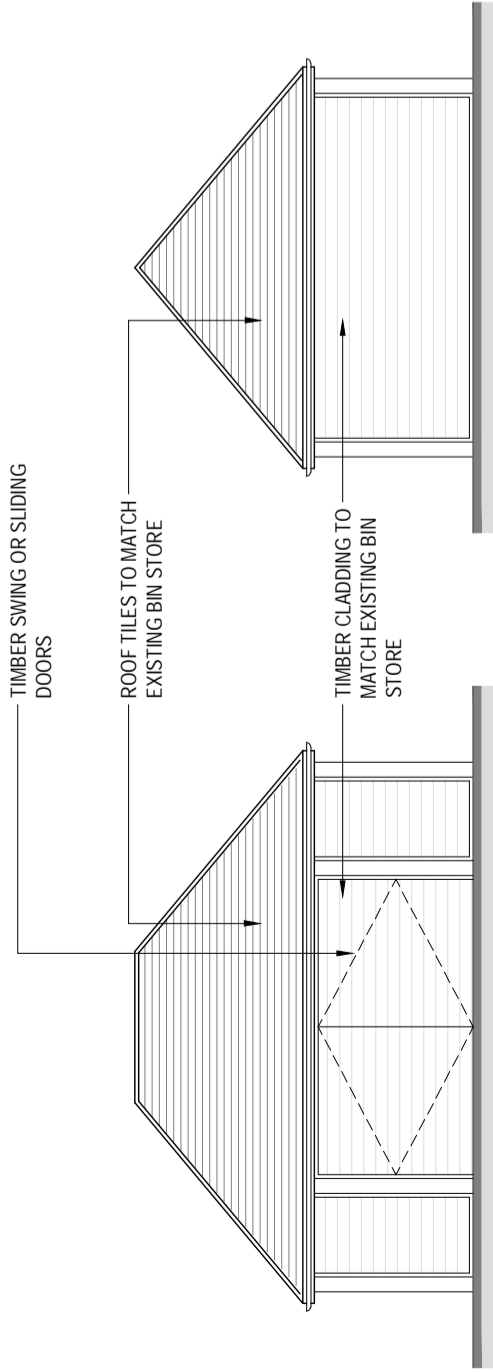 TIMBER SWING OR SLIDING
DOORS
ROOF TILES TO MATCH
EXISTING BIN STORE
TIMBER CLADDING TO
MATCH EXISTING BIN
STORE